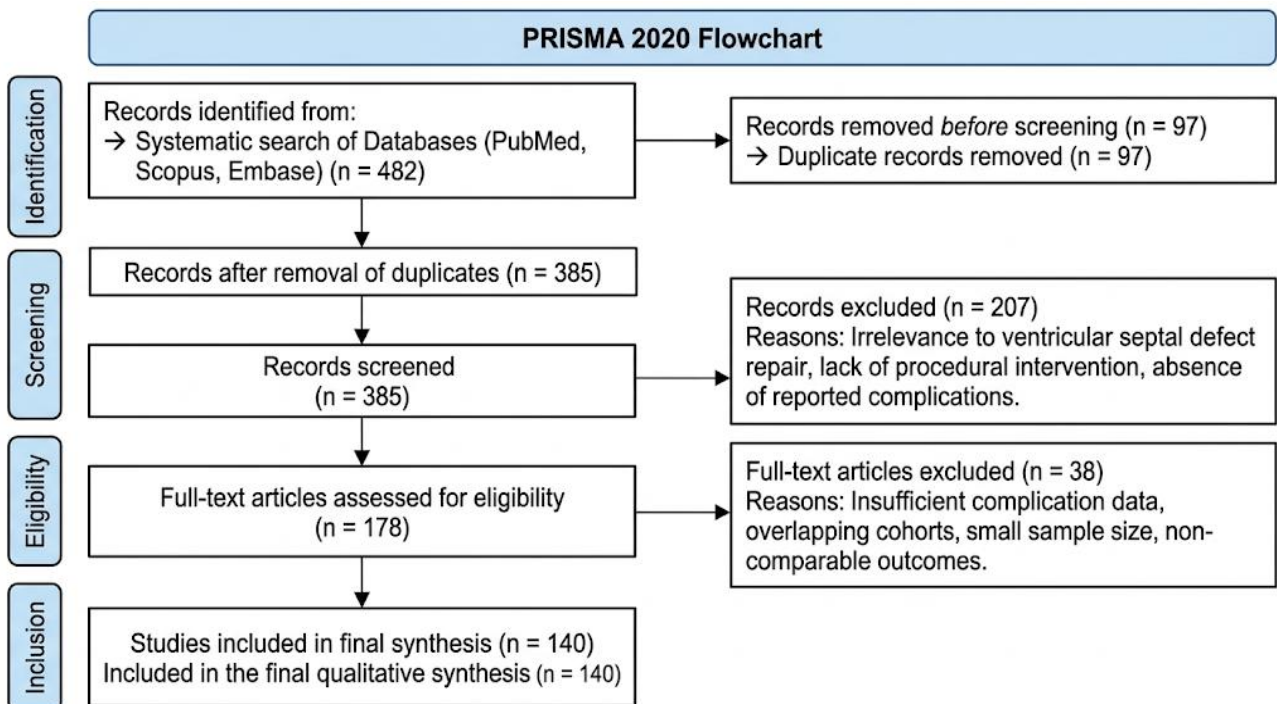 PRISMA 2020 Flowchart
Identification
Records identified from:
→ Systematic search of Databases (PubMed,
Scopus, Embase) (n = 482)
Records removed before screening (n = 97)
→ Duplicate records removed (n = 97)
Screening
Records after removal of duplicates (n = 385)
Records screened
(n = 385)
Records excluded (n = 207)
Reasons: Irrelevance to ventricular septal defect
repair, lack of procedural intervention, absence
of reported complications.
Eligibility
Full-text articles assessed for eligibility
(n = 178)
Full-text articles excluded (n = 38)
Reasons: Insufficient complication data,
overlapping cohorts, small sample size, non-
comparable outcomes.
Inclusion
Studies included in final synthesis (n = 140)
Included in the final qualitative synthesis (n = 140)